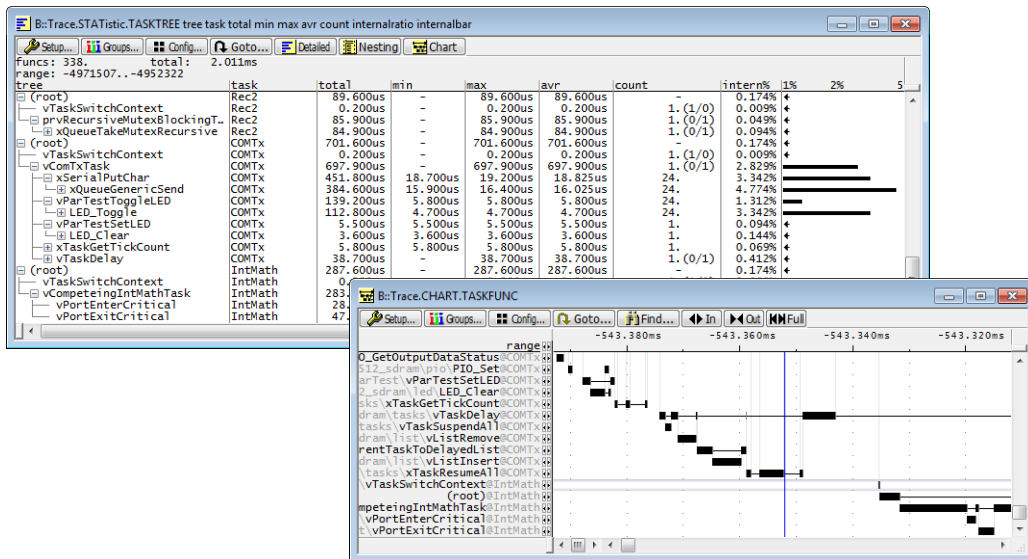 B::Trace.STATistic.TASKTREE tree task total min max avr count internalratio internalbar
Setup... Groups... Config... Goto... Detailed Nesting Chart
funcs: 338. total: 2.011ms
range: -4971507..-4952322
tree task total min max avr count intern% 1% 2% 5
(root) Rec2 89.600us - 89.600us 89.600us - 0.174%
vTaskSwitchContext Rec2 0.200us - 0.200us 0.200us 1.(1/0) 0.009%
prvRecursiveMutexBlockingT.. Rec2 85.900us - 85.900us 85.900us 1.(0/1) 0.049%
xQueueTakeMutexRecursive Rec2 84.900us - 84.900us 84.900us 1.(0/1) 0.094%
(root) COMTx 701.600us - 701.600us 701.600us - 0.174%
vTaskSwitchContext COMTx 0.200us - 0.200us 0.200us 1.(1/0) 0.009%
vComTxTask COMTx 697.900us - 697.900us 697.900us 1.(0/1) 2.829%
xSerialPutChar COMTx 451.800us 18.700us 19.200us 18.825us 24. 3.342%
xQueueGenericSend COMTx 384.600us 15.900us 16.400us 16.025us 24. 4.774%
vParTestToggleLED COMTx 139.200us 5.800us 5.800us 5.800us 24. 1.312%
LED_Toggle COMTx 112.800us 4.700us 4.700us 4.700us 24. 3.342%
vParTestSetLED COMTx 5.500us 5.500us 5.500us 5.500us 1. 0.094%
LED_Clear COMTx 3.600us 3.600us 3.600us 3.600us 1. 0.144%
xTaskGetTickCount COMTx 5.800us 5.800us 5.800us 5.800us 1. 0.069%
vTaskDelay COMTx 38.700us - 38.700us 38.700us 1.(0/1) 0.412%
(root) IntMath 287.600us - 287.600us 287.600us - 0.174%
vTaskSwitchContext IntMath 0.
vCompeteingIntMathTask IntMath 283.
vPortEnterCritical IntMath 28.
vPortExitCritical IntMath 47.
B::Trace.CHART.TASKFUNC
Setup... Groups... Config... Goto... Find... In Out Full
-543.380ms -543.360ms -543.340ms -543.320ms
range
O_GetOutputDataStatus@COMTx
512_sdram\pio\PIO_Set@COMTx
arTest\vParTestSetLED@COMTx
2_sdram\led\LED_Clear@COMTx
sks\xTaskGetTickCount@COMTx
dram\tasks\vTaskDelay@COMTx
tasks\vTaskSuspendAll@COMTx
dram\list\vListRemove@COMTx
rentTaskToDelayedList@COMTx
dram\list\vListInsert@COMTx
\tasks\xTaskResumeAll@COMTx
\vTaskSwitchContext@IntMath
(root)@IntMath
mpeteingIntMathTask@IntMath
\vPortEnterCritical@IntMath
t\vPortExitCritical@IntMath